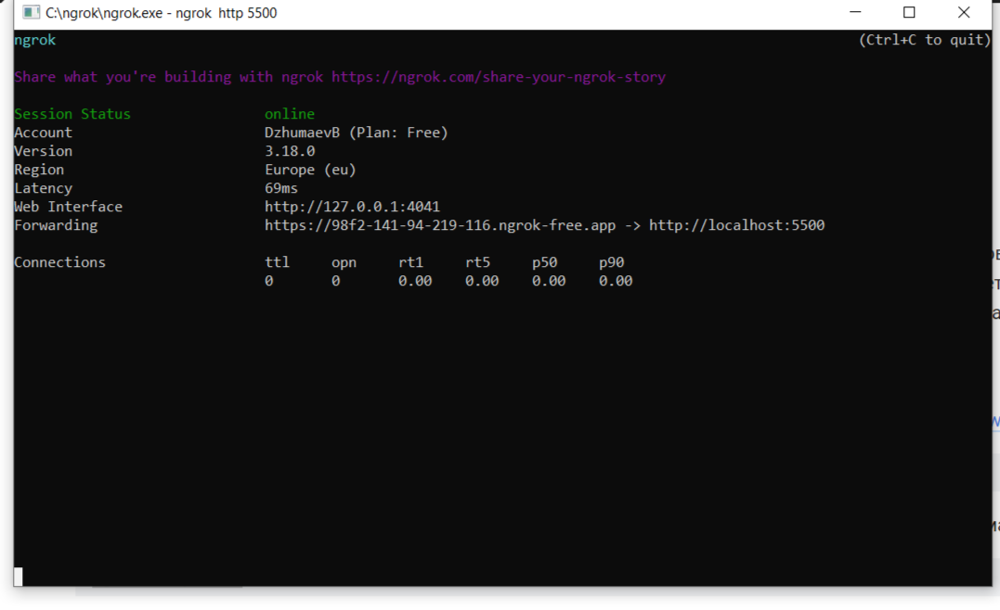 C:\ngrok\ngrok.exe - ngrok http 5500
ngrok (Ctrl+C to quit)
Share what you're building with ngrok https://ngrok.com/share-your-ngrok-story
Session Status online
Account DzhumaevB (Plan: Free)
Version 3.18.0
Region Europe (eu)
Latency 69ms
Web Interface http://127.0.0.1:4041
Forwarding https://98f2-141-94-219-116.ngrok-free.app -> http://localhost:5500
Connections ttl opn rt1 rt5 p50 p90
0 0 0.00 0.00 0.00 0.00